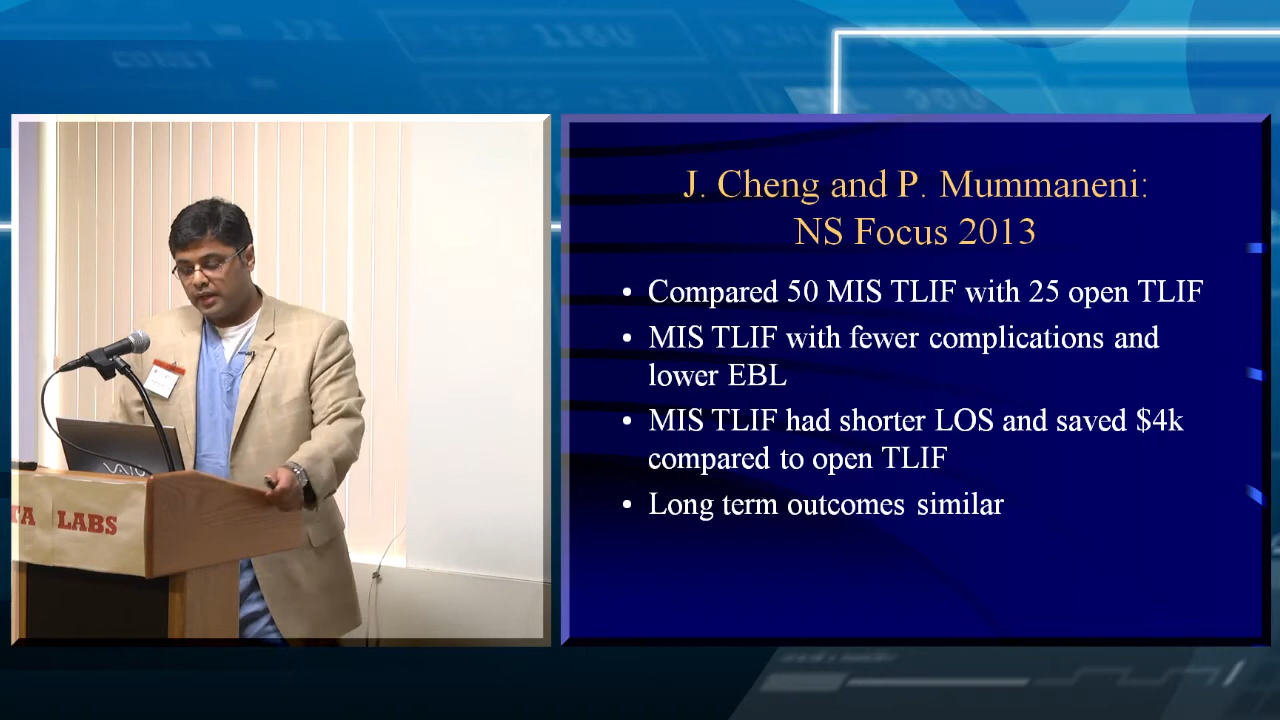 J. Cheng and P. Mummaneni:
NS Focus 2013
• Compared 50 MIS TLIF with 25 open TLIF
• MIS TLIF with fewer complications and
lower EBL
• MIS TLIF had shorter LOS and saved $4k
compared to open TLIF
• Long term outcomes similar
VAIO
TA LABS